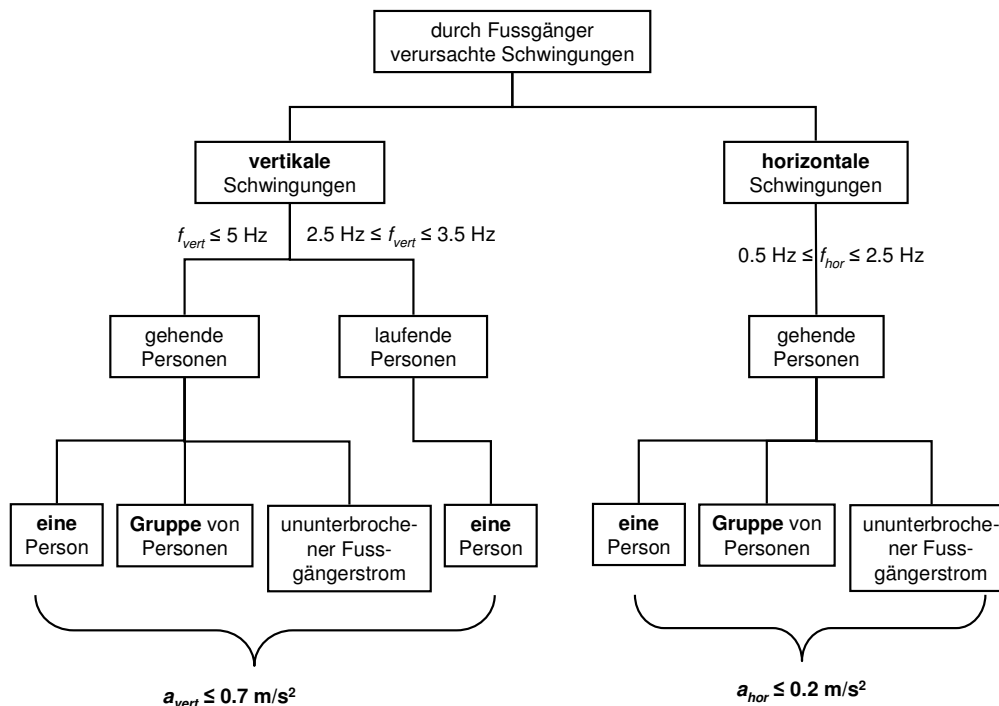 durch Fussgänger
verursachte Schwingungen
vertikale
Schwingungen
horizontale
Schwingungen
f_vert ≤ 5 Hz
2.5 Hz ≤ f_vert ≤ 3.5 Hz
0.5 Hz ≤ f_hor ≤ 2.5 Hz
gehende
Personen
laufende
Personen
gehende
Personen
eine
Person
Gruppe von
Personen
ununterbroche-
ner Fuss-
gängerstrom
eine
Person
eine
Person
Gruppe von
Personen
ununterbroche-
ner Fuss-
gängerstrom
a_vert ≤ 0.7 m/s²
a_hor ≤ 0.2 m/s²